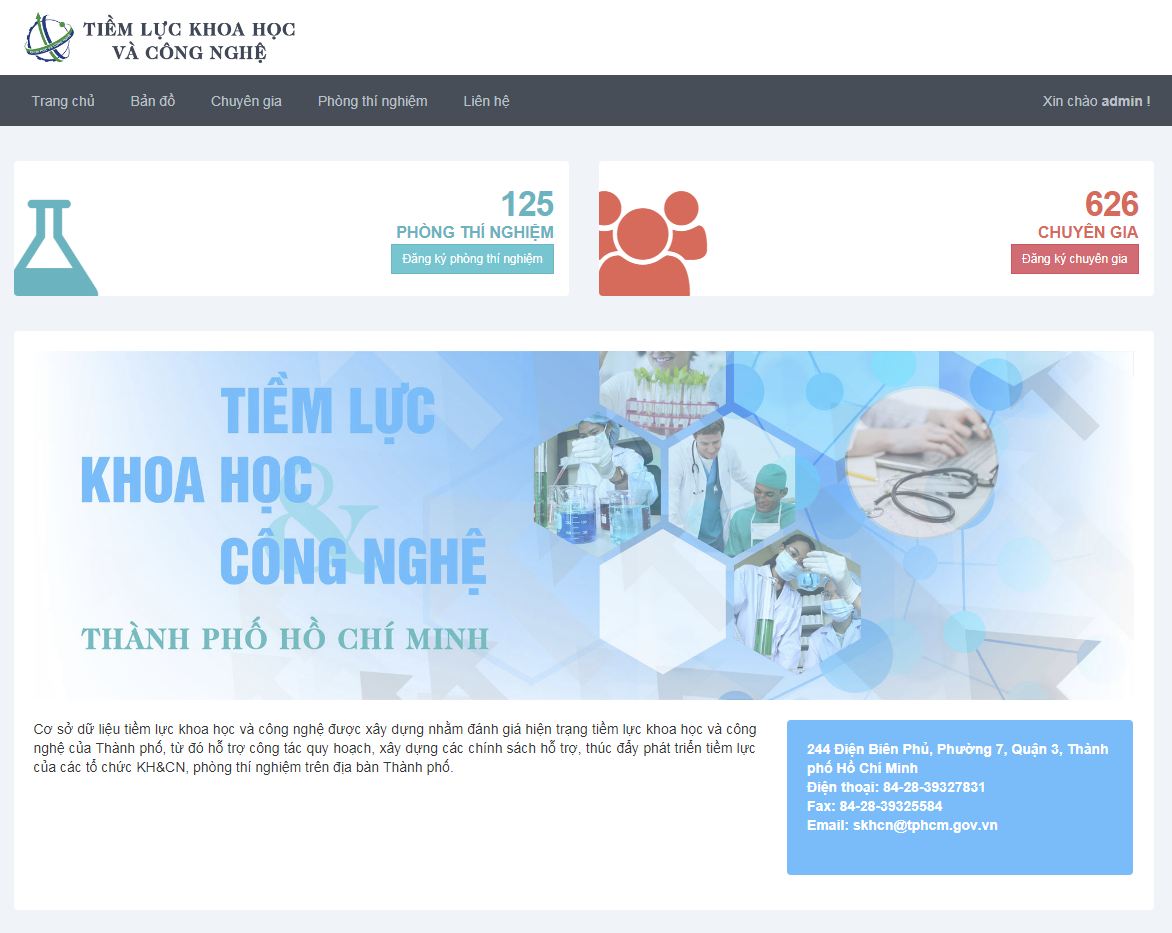 TIỀM LỰC KHOA HỌC
VÀ CÔNG NGHỆ
Trang chủ
Bản đồ
Chuyên gia
Phòng thí nghiệm
Liên hệ
Xin chào admin !
125
PHÒNG THÍ NGHIỆM
Đăng ký phòng thí nghiệm
626
CHUYÊN GIA
Đăng ký chuyên gia
TIỀM LỰC
KHOA HỌC
&
CÔNG NGHỆ
THÀNH PHỐ HỒ CHÍ MINH
Cơ sở dữ liệu tiềm lực khoa học và công nghệ được xây dựng nhằm đánh giá hiện trạng tiềm lực khoa học và công
nghệ của Thành phố, từ đó hỗ trợ công tác quy hoạch, xây dựng các chính sách hỗ trợ, thúc đẩy phát triển tiềm lực
của các tổ chức KH&CN, phòng thí nghiệm trên địa bàn Thành phố.
244 Điện Biên Phủ, Phường 7, Quận 3, Thành
phố Hồ Chí Minh
Điện thoại: 84-28-39327831
Fax: 84-28-39325584
Email: skhcn@tphcm.gov.vn